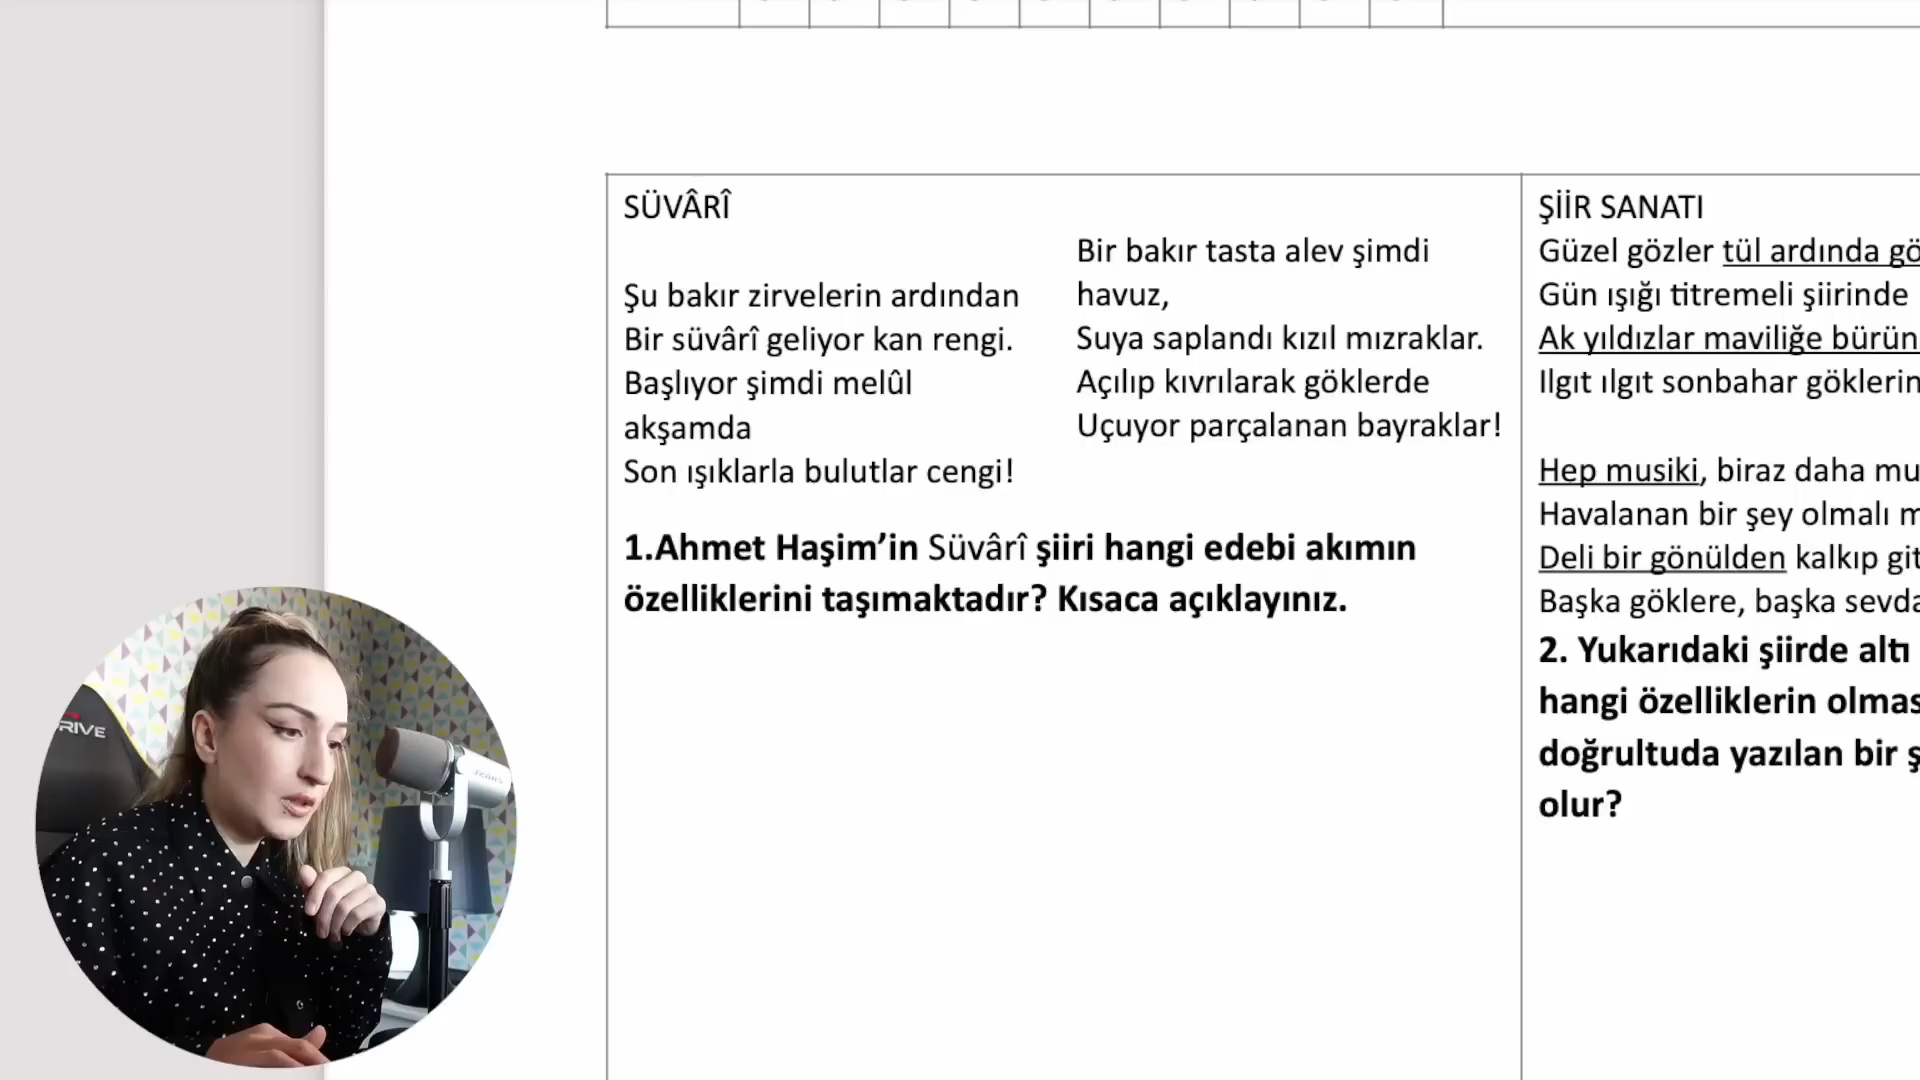 SÜVÂRÎ
Şu bakır zirvelerin ardından
Bir süvârî geliyor kan rengi.
Başlıyor şimdi melûl
akşamda
Son ışıklarla bulutlar cengi!
Bir bakır tasta alev şimdi
havuz,
Suya saplandı kızıl mızraklar.
Açılıp kıvrılarak göklerde
Uçuyor parçalanan bayraklar!
1.Ahmet Haşim’in Süvârî şiiri hangi edebi akımın
özelliklerini taşımaktadır? Kısaca açıklayınız.
ŞİİR SANATI
Güzel gözler tül ardında
Gün ışığı titremeli şiirinde
Ak yıldızlar maviliğe
Ilgıt ılgıt sonbahar
Hep musiki, biraz daha
Havalanan bir şey olmalı
Deli bir gönülden kalkıp
Başka göklere, başka
2. Yukarıdaki şiirde altı
hangi özelliklerin
doğrultuda yazılan bir
olur?
RIVE